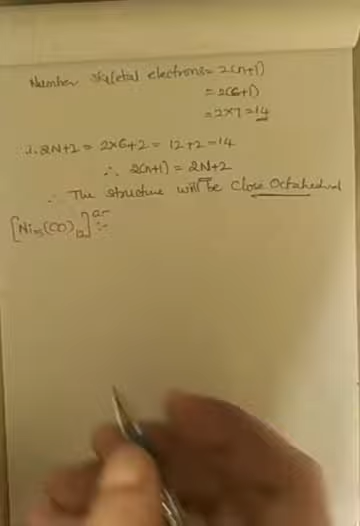 Number skeletal electrons = 2(n+1)
= 2(6+1)
= 2×7 = 14
2N+2 = 2×6+2 = 12+2 = 14
∴ 2(n+1) = 2N+2
∴ The structure will be Close Octahedral
[Ni5(CO)12]2- :-